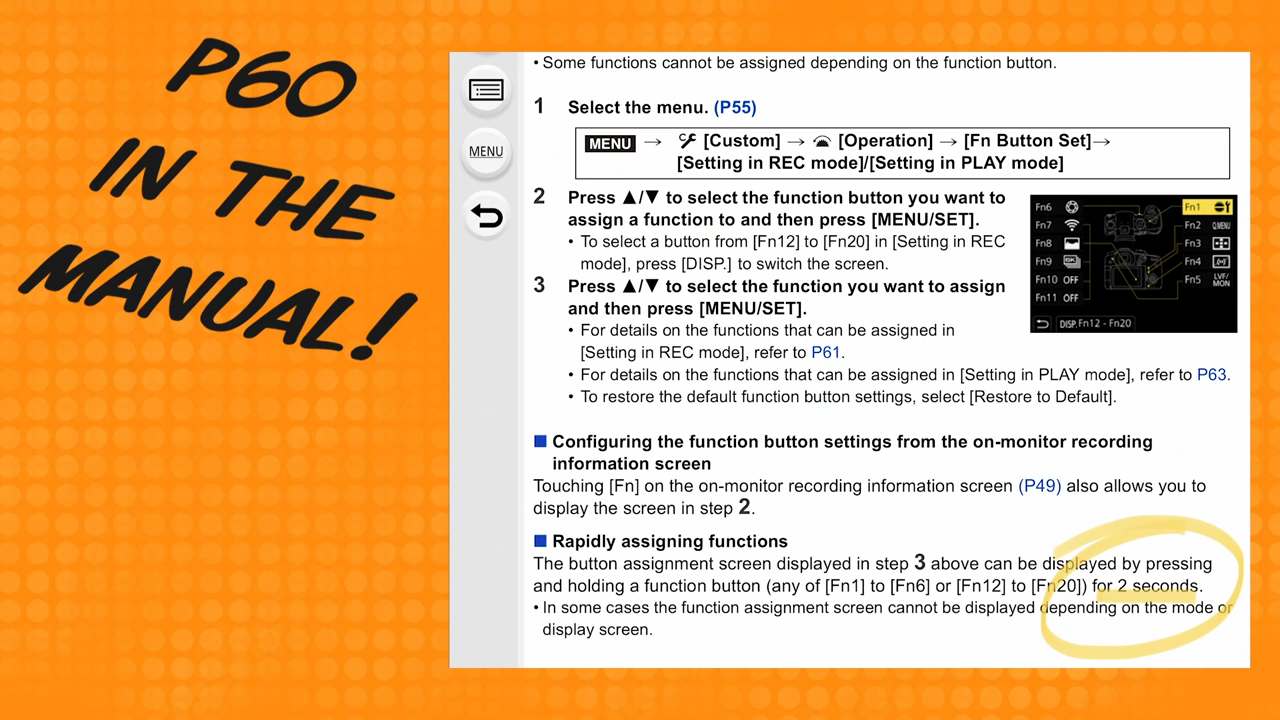 P60
IN THE
MANUAL!
• Some functions cannot be assigned depending on the function button.
1 Select the menu. (P55)
MENU → [Custom] → [Operation] → [Fn Button Set]→
[Setting in REC mode]/[Setting in PLAY mode]
MENU
2 Press ▲/▼ to select the function button you want to
assign a function to and then press [MENU/SET].
• To select a button from [Fn12] to [Fn20] in [Setting in REC
mode], press [DISP.] to switch the screen.
3 Press ▲/▼ to select the function you want to assign
and then press [MENU/SET].
• For details on the functions that can be assigned in
[Setting in REC mode], refer to P61.
• For details on the functions that can be assigned in [Setting in PLAY mode], refer to P63.
• To restore the default function button settings, select [Restore to Default].
Fn6 Fn1
Fn7 Fn2 Q.MENU
Fn8 Fn3
Fn9 6K Fn4
Fn10 OFF Fn5 LVF/
MON
Fn11 OFF
DISP. Fn12 - Fn20
■ Configuring the function button settings from the on-monitor recording
information screen
Touching [Fn] on the on-monitor recording information screen (P49) also allows you to
display the screen in step 2.
■ Rapidly assigning functions
The button assignment screen displayed in step 3 above can be displayed by pressing
and holding a function button (any of [Fn1] to [Fn6] or [Fn12] to [Fn20]) for 2 seconds.
• In some cases the function assignment screen cannot be displayed depending on the mode or
display screen.